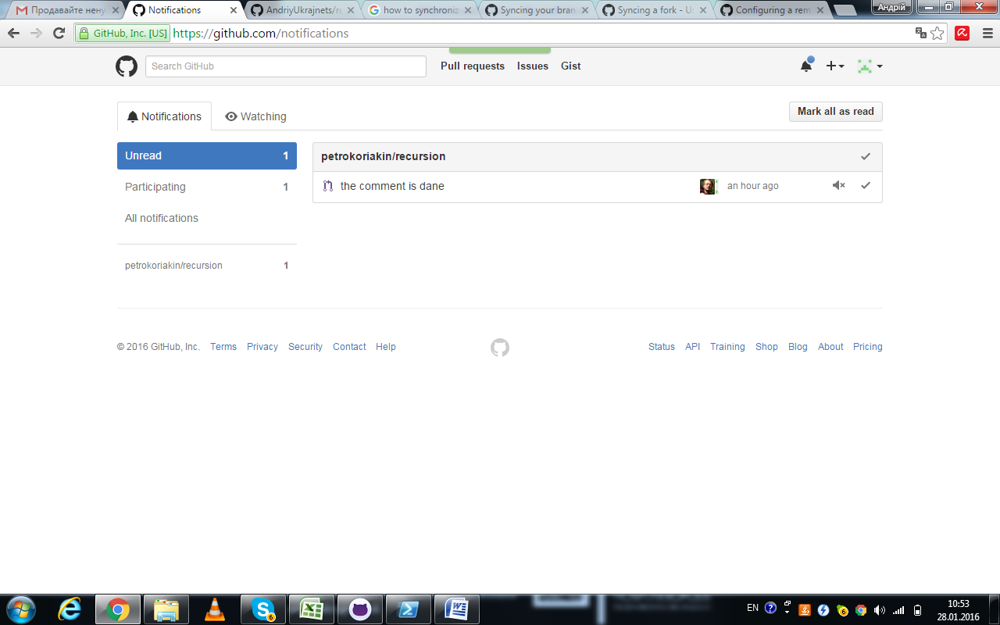 Продавайте нену
Notifications
AndriyUkrajnets/re
how to synchroniz
Syncing your bran
Syncing a fork - Us
Configuring a rem
Андрій
GitHub, Inc. [US] https://github.com/notifications
Search GitHub
Pull requests Issues Gist
Notifications Watching
Mark all as read
Unread 1
petrokoriakin/recursion
the comment is dane an hour ago
Participating 1
All notifications
petrokoriakin/recursion 1
© 2016 GitHub, Inc. Terms Privacy Security Contact Help
Status API Training Shop Blog About Pricing
6
EN
6
10:53
28.01.2016